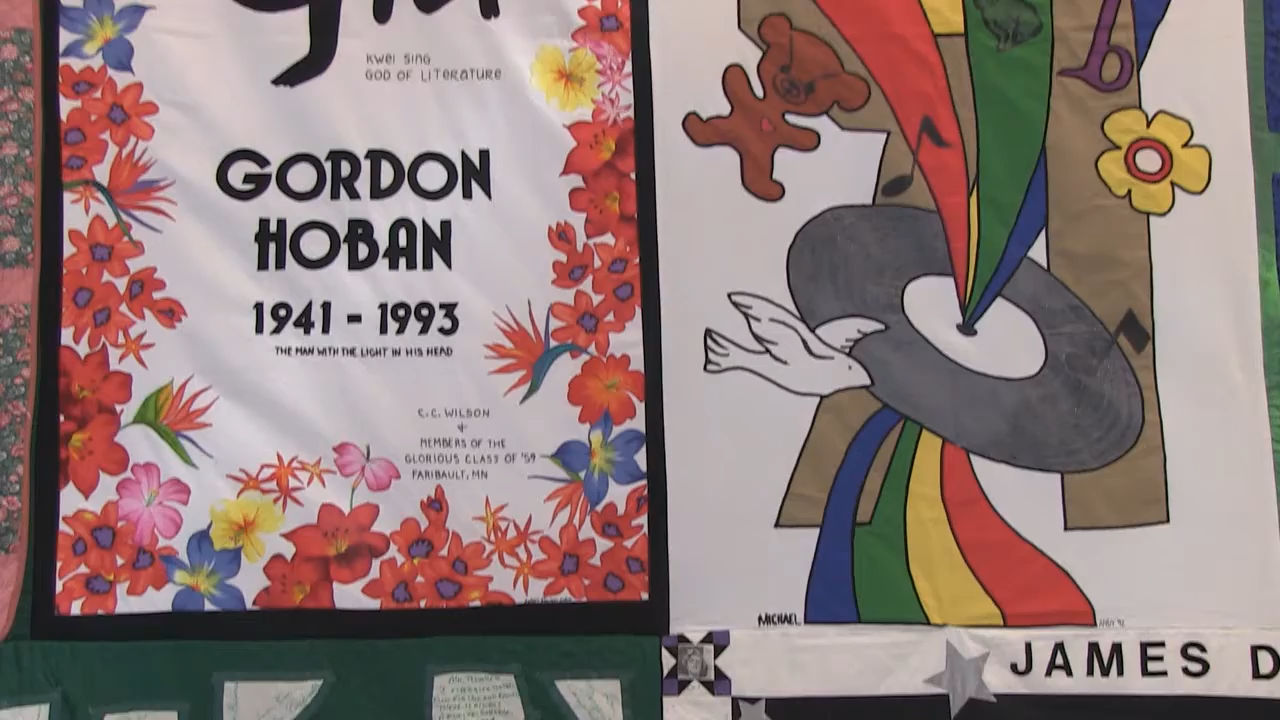 KWEI SING
GOD OF LITERATURE
GORDON
HOBAN
1941 - 1993
THE MAN WITH THE LIGHT IN HIS HEAD
C.C. WILSON
+
MEMBERS OF THE
GLORIOUS CLASS OF '59
FARIBAULT, MN
MICHAEL
JAMES D